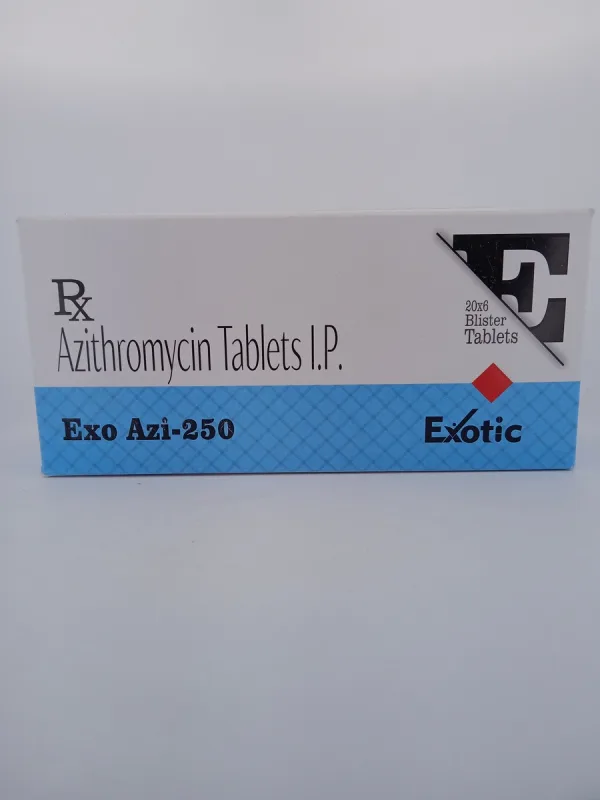 Rx
Azithromycin Tablets I.P.
Exo Azi-250
E
20x6
Blister
Tablets
Exotic